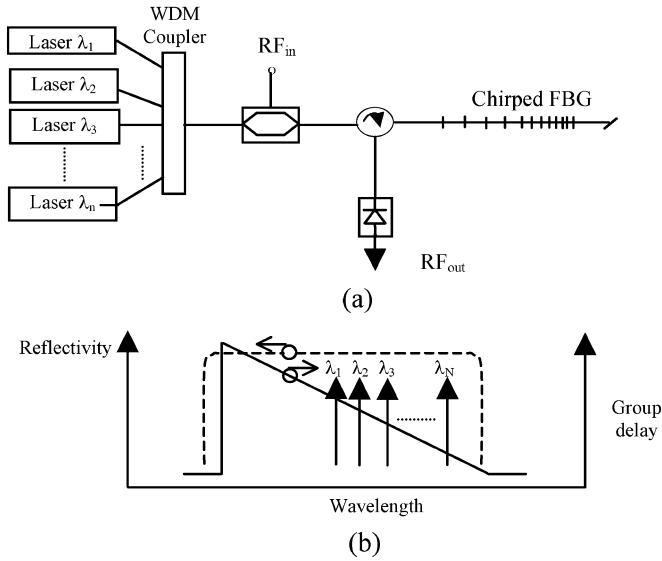 WDM
Coupler
Laser λ1
Laser λ2
Laser λ3
Laser λn
RFin
Chirped FBG
RFout
(a)
Reflectivity
λ1 λ2 λ3 λN
Group
delay
Wavelength
(b)